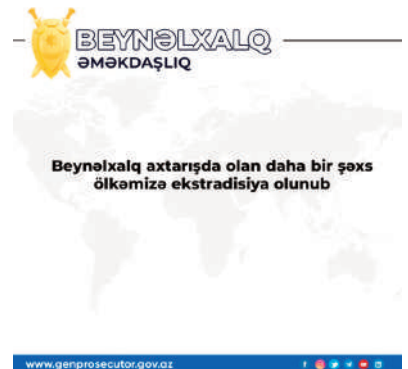 BEYNƏLXALQ
ƏMƏKDAŞLIQ
Beynəlxalq axtarışda olan daha bir şəxs
ölkəmizə ekstradisiya olunub
www.genprosecutor.gov.az